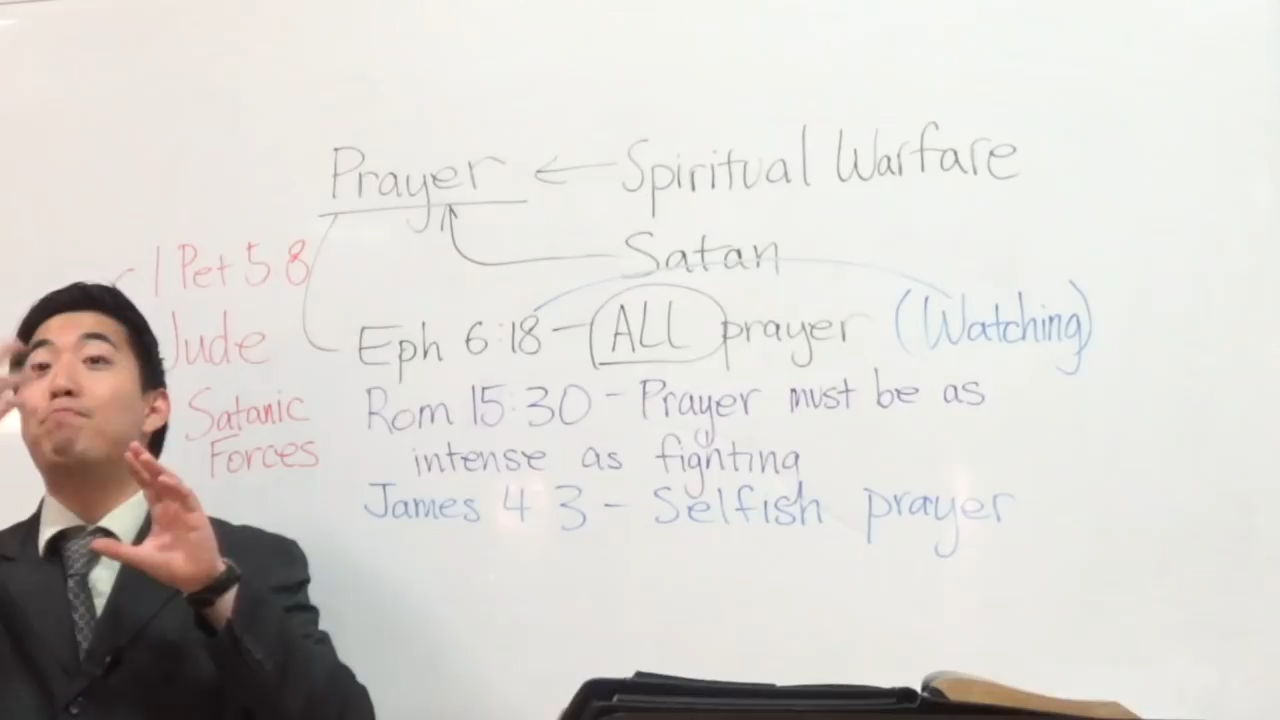 Prayer ← Spiritual Warfare
Satan
1 Pet 5 8
Jude
Satanic
Forces
Eph 6:18 - ALL prayer (Watching)
Rom 15:30 - Prayer must be as
intense as fighting
James 4 3 - Selfish prayer